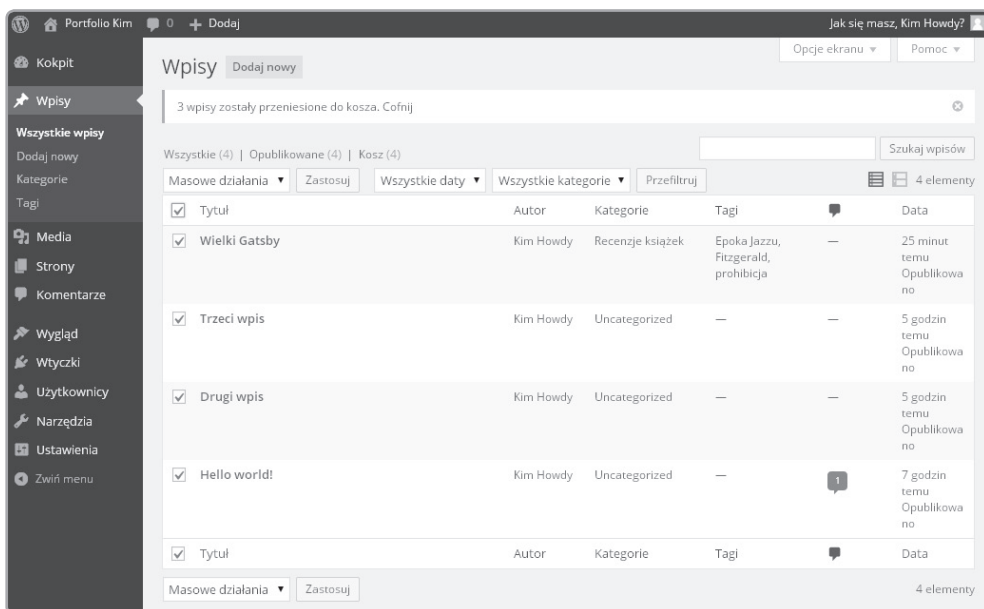 Portfolio Kim 0 + Dodaj Jak się masz, Kim Howdy?
Opcje ekranu ▼ Pomoc ▼
Kokpit
Wpisy
Wszystkie wpisy
Dodaj nowy
Kategorie
Tagi
Media
Strony
Komentarze
Wygląd
Wtyczki
Użytkownicy
Narzędzia
Ustawienia
Zwiń menu
Wpisy Dodaj nowy
3 wpisy zostały przeniesione do kosza. Cofnij
Wszystkie (4) | Opublikowane (4) | Kosz (4)
Szukaj wpisów
Masowe działania ▼ Zastosuj Wszystkie daty ▼ Wszystkie kategorie ▼ Przefiltruj 4 elementy
Tytuł Autor Kategorie Tagi Data
Wielki Gatsby Kim Howdy Recenzje książek Epoka Jazzu, — 25 minut
Fitzgerald, temu
prohibicja Opublikowa
no
Trzeci wpis Kim Howdy Uncategorized — — 5 godzin
temu
Opublikowa
no
Drugi wpis Kim Howdy Uncategorized — — 5 godzin
temu
Opublikowa
no
Hello world! Kim Howdy Uncategorized — 1 7 godzin
temu
Opublikowa
no
Tytuł Autor Kategorie Tagi Data
Masowe działania ▼ Zastosuj 4 elementy